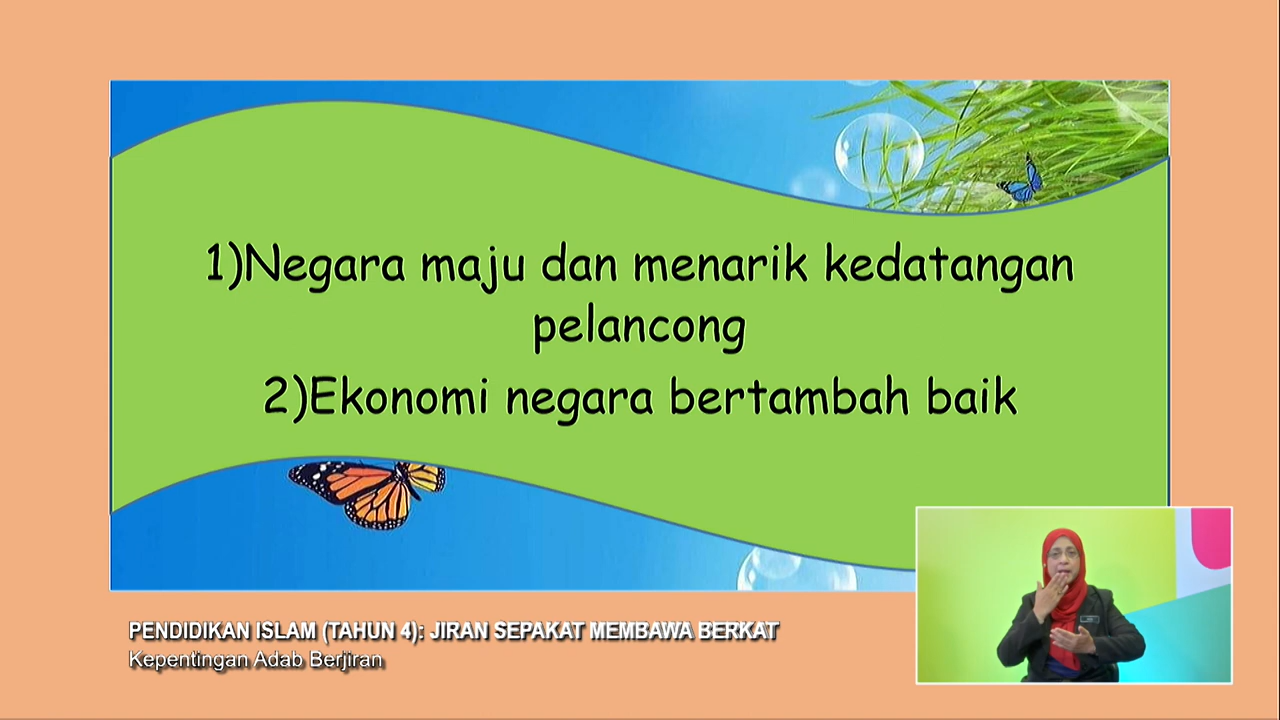 1)Negara maju dan menarik kedatangan
pelancong
2)Ekonomi negara bertambah baik
PENDIDIKAN ISLAM (TAHUN 4): JIRAN SEPAKAT MEMBAWA BERKAT
Kepentingan Adab Berjiran